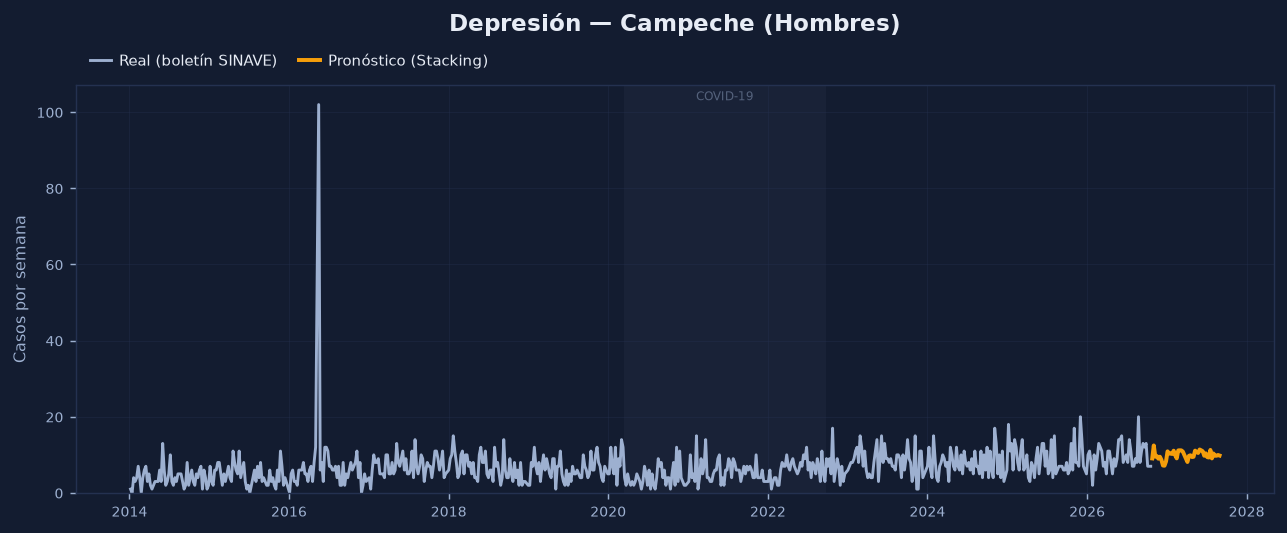 Depresión — Campeche (Hombres)
Real (boletín SINAVE)
Pronóstico (Stacking)
COVID-19
Casos por semana
100
80
60
40
20
0
2014
2016
2018
2020
2022
2024
2026
2028